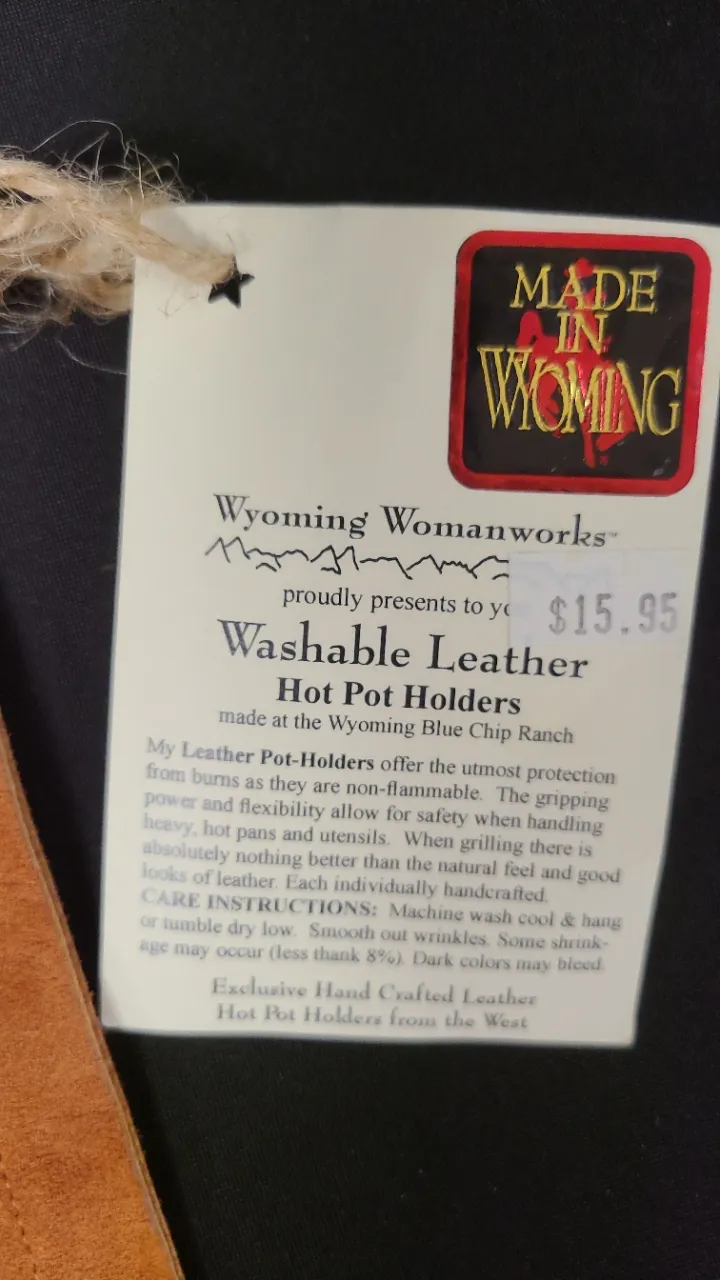 MADE
IN
WYOMING
Wyoming Womanworks™
proudly presents to yo
$15.95
Washable Leather
Hot Pot Holders
made at the Wyoming Blue Chip Ranch
My Leather Pot-Holders offer the utmost protection
from burns as they are non-flammable. The gripping
power and flexibility allow for safety when handling
heavy, hot pans and utensils. When grilling there is
absolutely nothing better than the natural feel and good
looks of leather. Each individually handcrafted.
CARE INSTRUCTIONS: Machine wash cool & hang
or tumble dry low. Smooth out wrinkles. Some shrink-
age may occur (less thank 8%). Dark colors may bleed.
Exclusive Hand Crafted Leather
Hot Pot Holders from the West